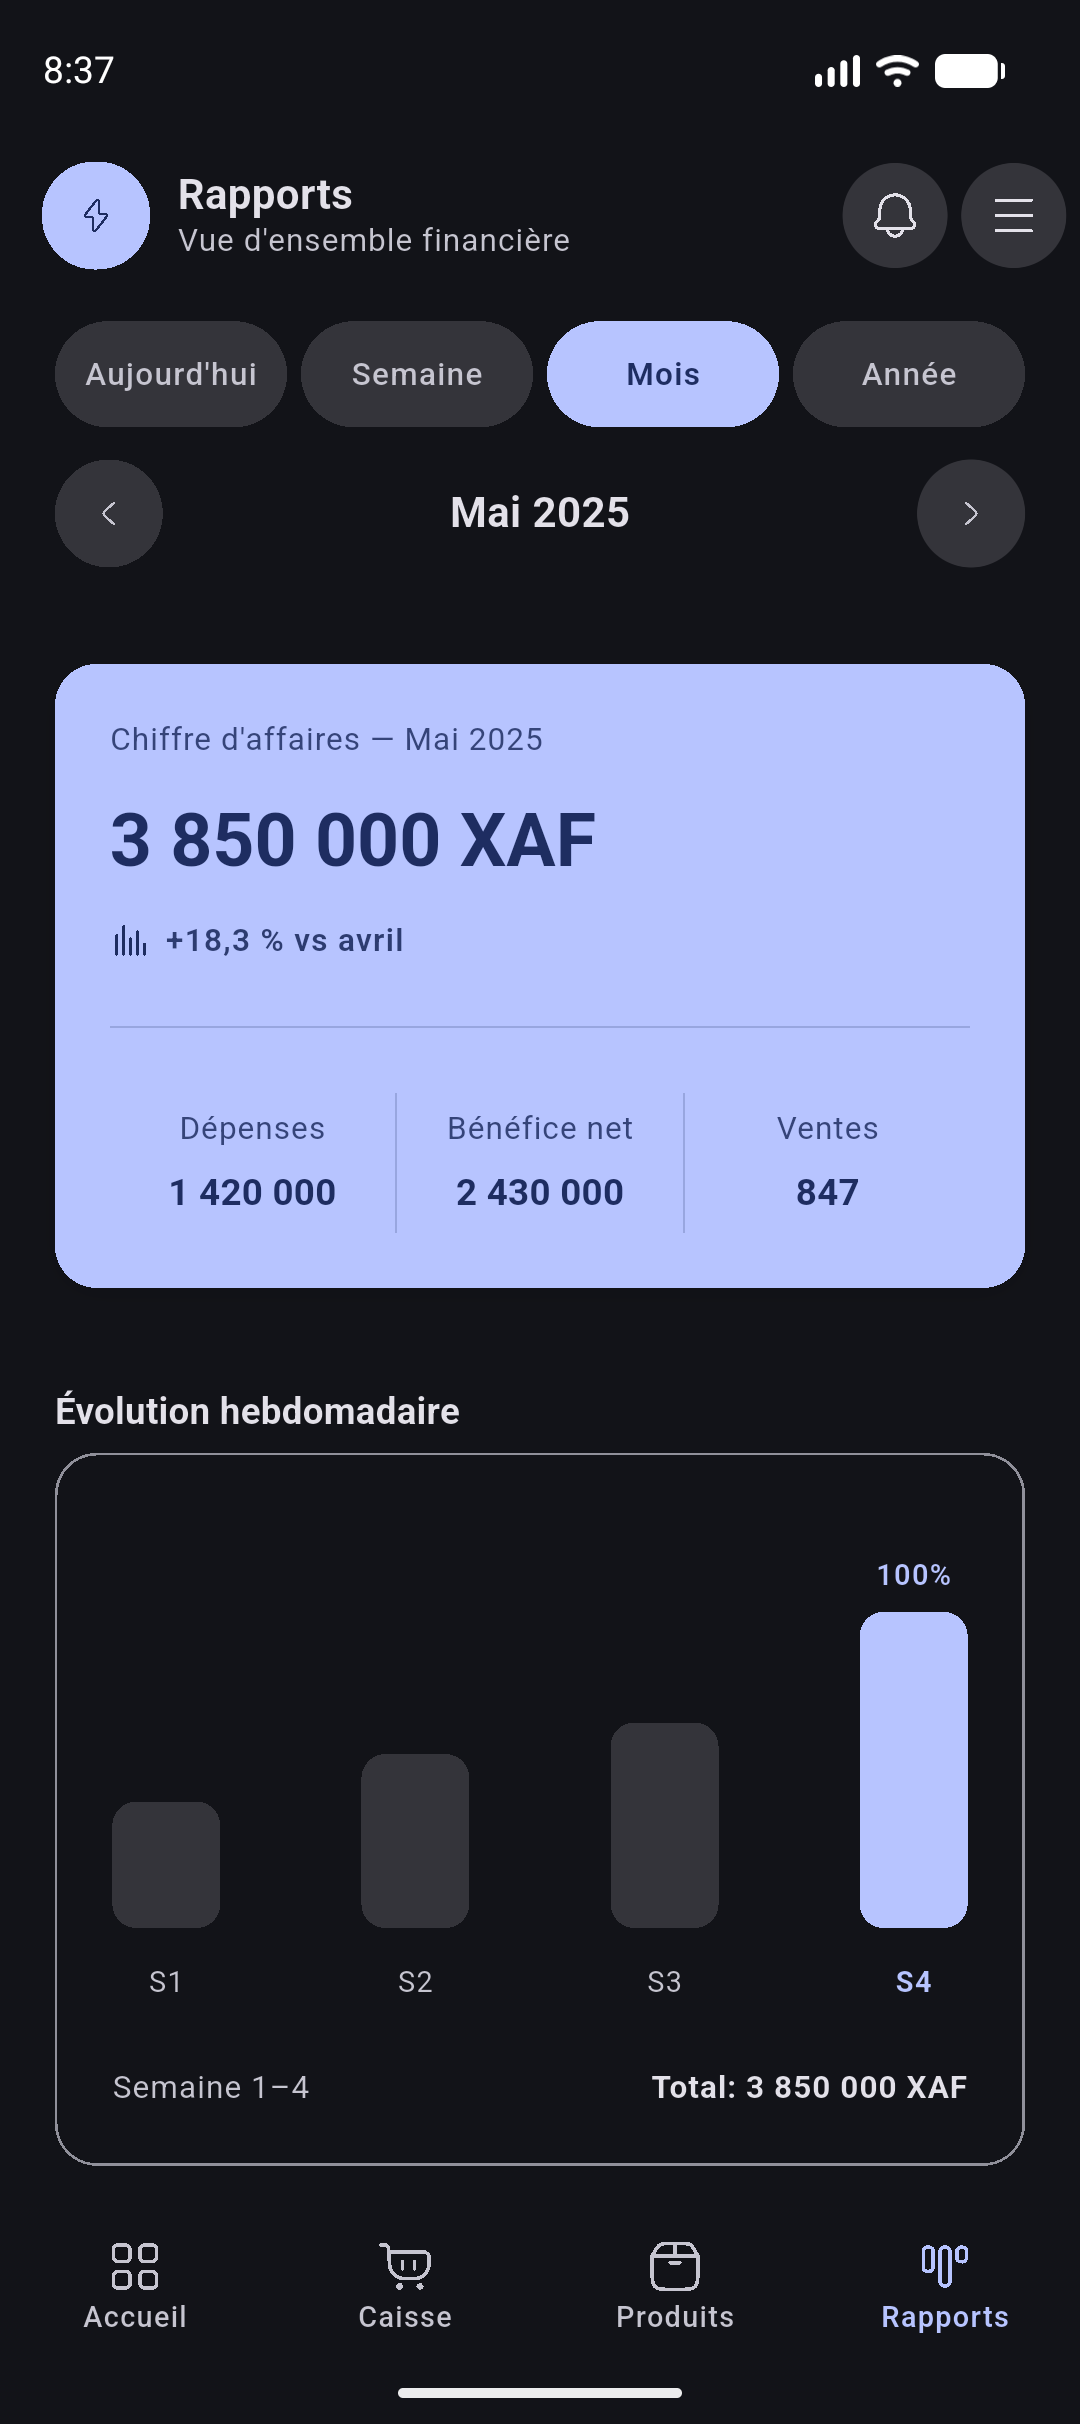 8:37
Rapports
Vue d'ensemble financière
Aujourd'hui
Semaine
Mois
Année
Mai 2025
Chiffre d'affaires — Mai 2025
3 850 000 XAF
+18,3 % vs avril
Dépenses
Bénéfice net
Ventes
1 420 000
2 430 000
847
Évolution hebdomadaire
100%
S1
S2
S3
S4
Semaine 1–4
Total: 3 850 000 XAF
Accueil
Caisse
Produits
Rapports